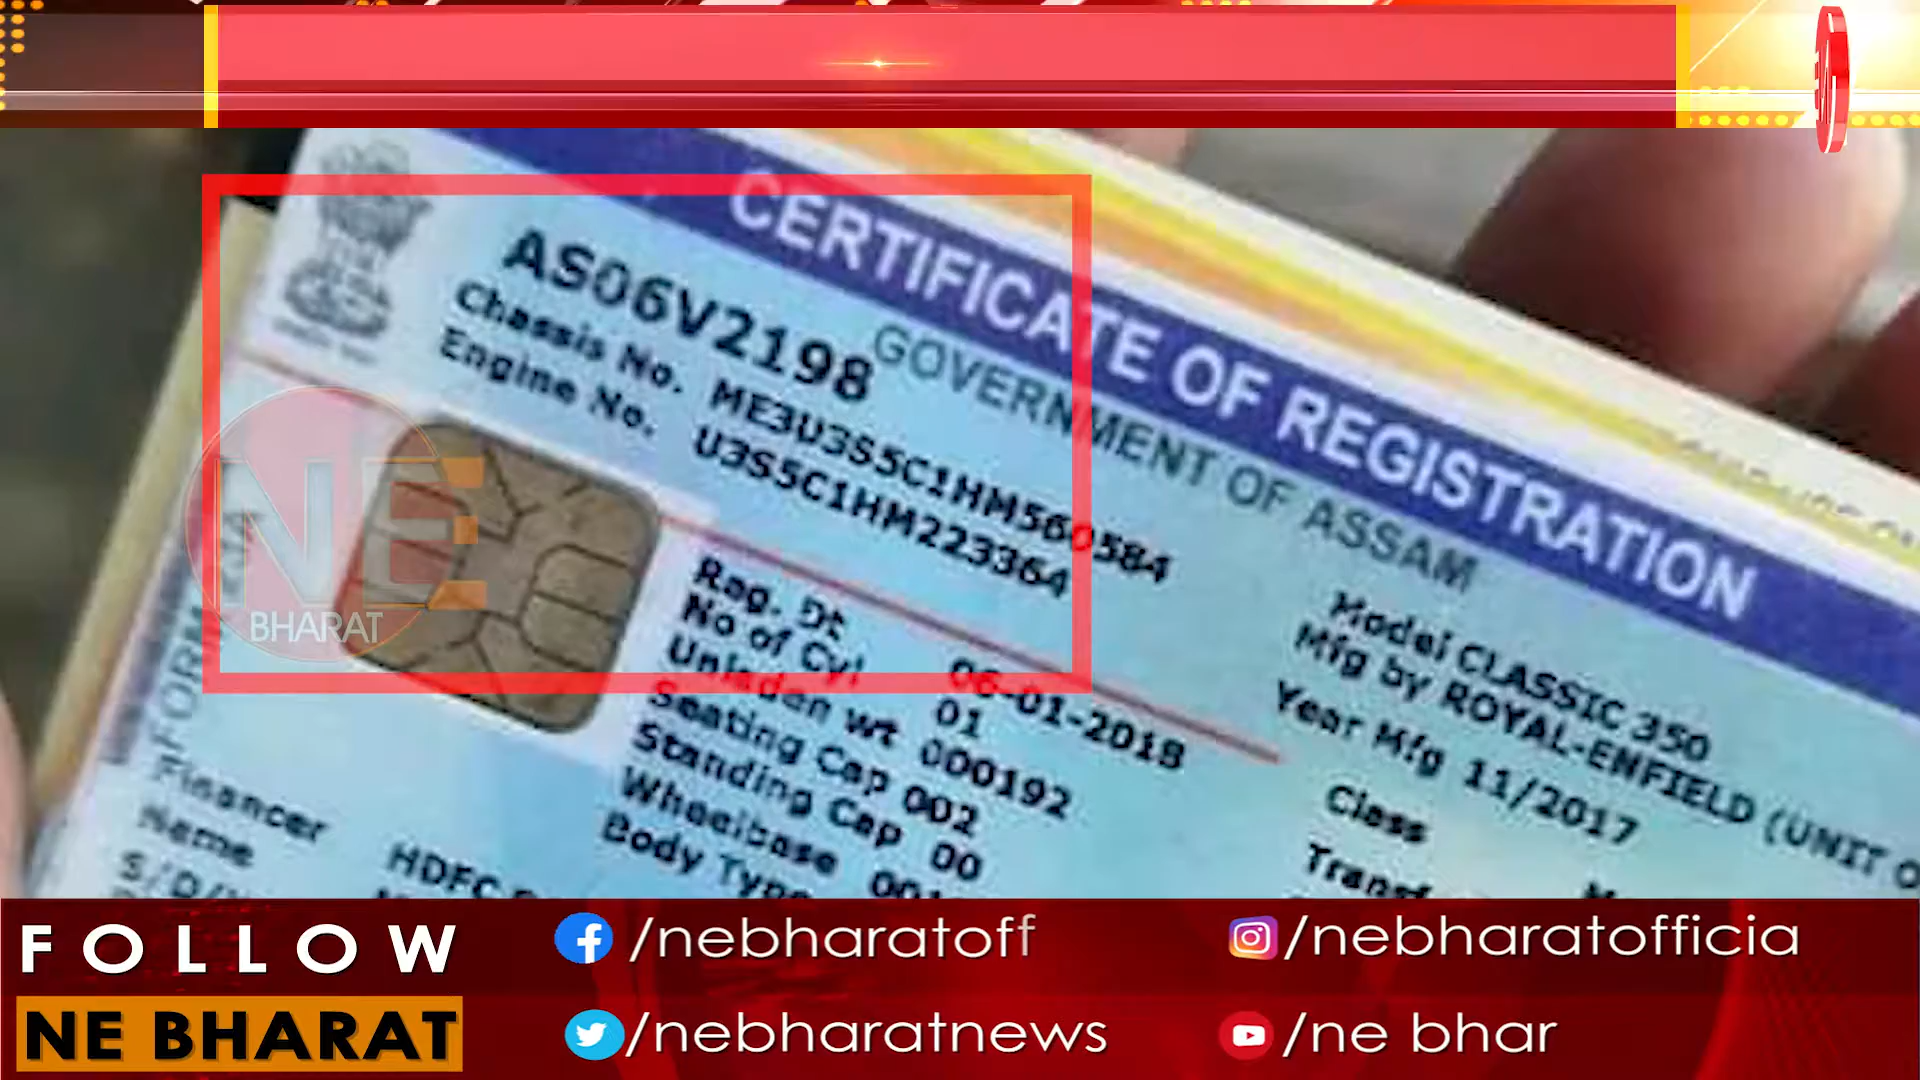 CERTIFICATE OF REGISTRATION
GOVERNMENT OF ASSAM
AS06V2198
Chassis No. ME3U3S5C1HM560584
Engine No. U3S5C1HM223364
Reg. Dt 06-01-2018
No of Cyl 01
Unladen wt 000192
Seating Cap 002
Standing Cap 00
Wheelbase
Body Type
Model CLASSIC 350
Mfg by ROYAL-ENFIELD (UNIT O
Year Mfg 11/2017
Class
FORM 23A
Financer HDFC
Name
NE
BHARAT
FOLLOW
NE BHARAT
/nebharatoff
/nebharatofficia
/nebharatnews
/ne bhar